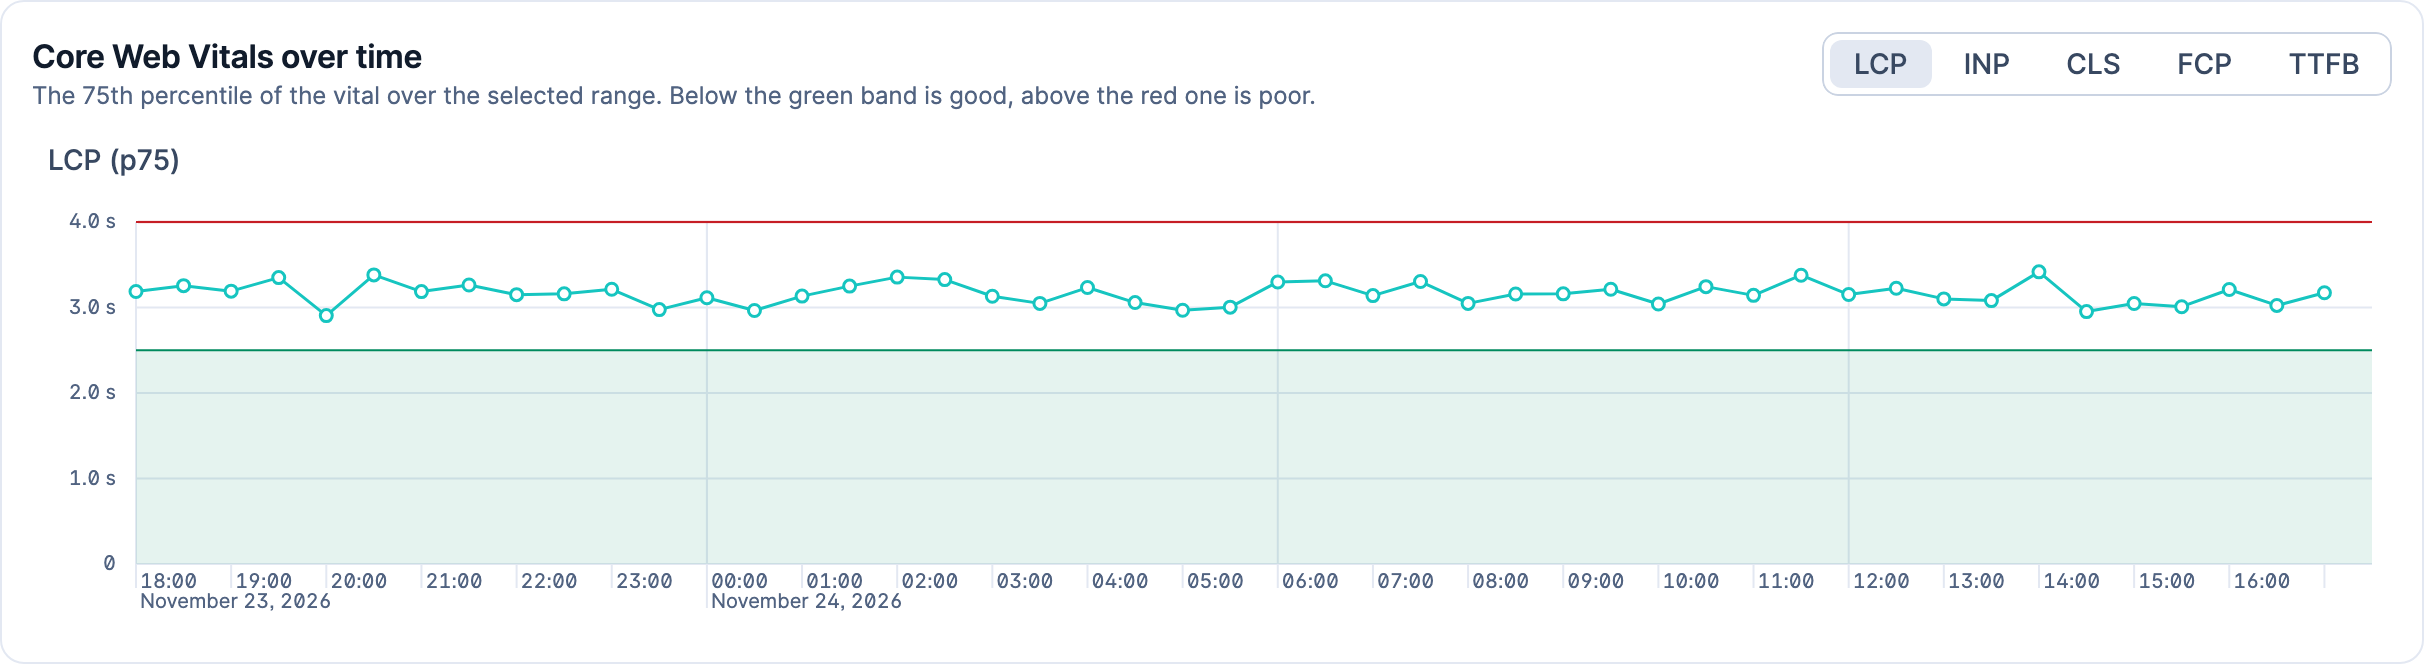 Core Web Vitals over time
The 75th percentile of the vital over the selected range. Below the green band is good, above the red one is poor.
LCP INP CLS FCP TTFB
LCP (p75)
4.0 s
3.0 s
2.0 s
1.0 s
0
18:00 19:00 20:00 21:00 22:00 23:00 00:00 01:00 02:00 03:00 04:00 05:00 06:00 07:00 08:00 09:00 10:00 11:00 12:00 13:00 14:00 15:00 16:00
November 23, 2026 November 24, 2026